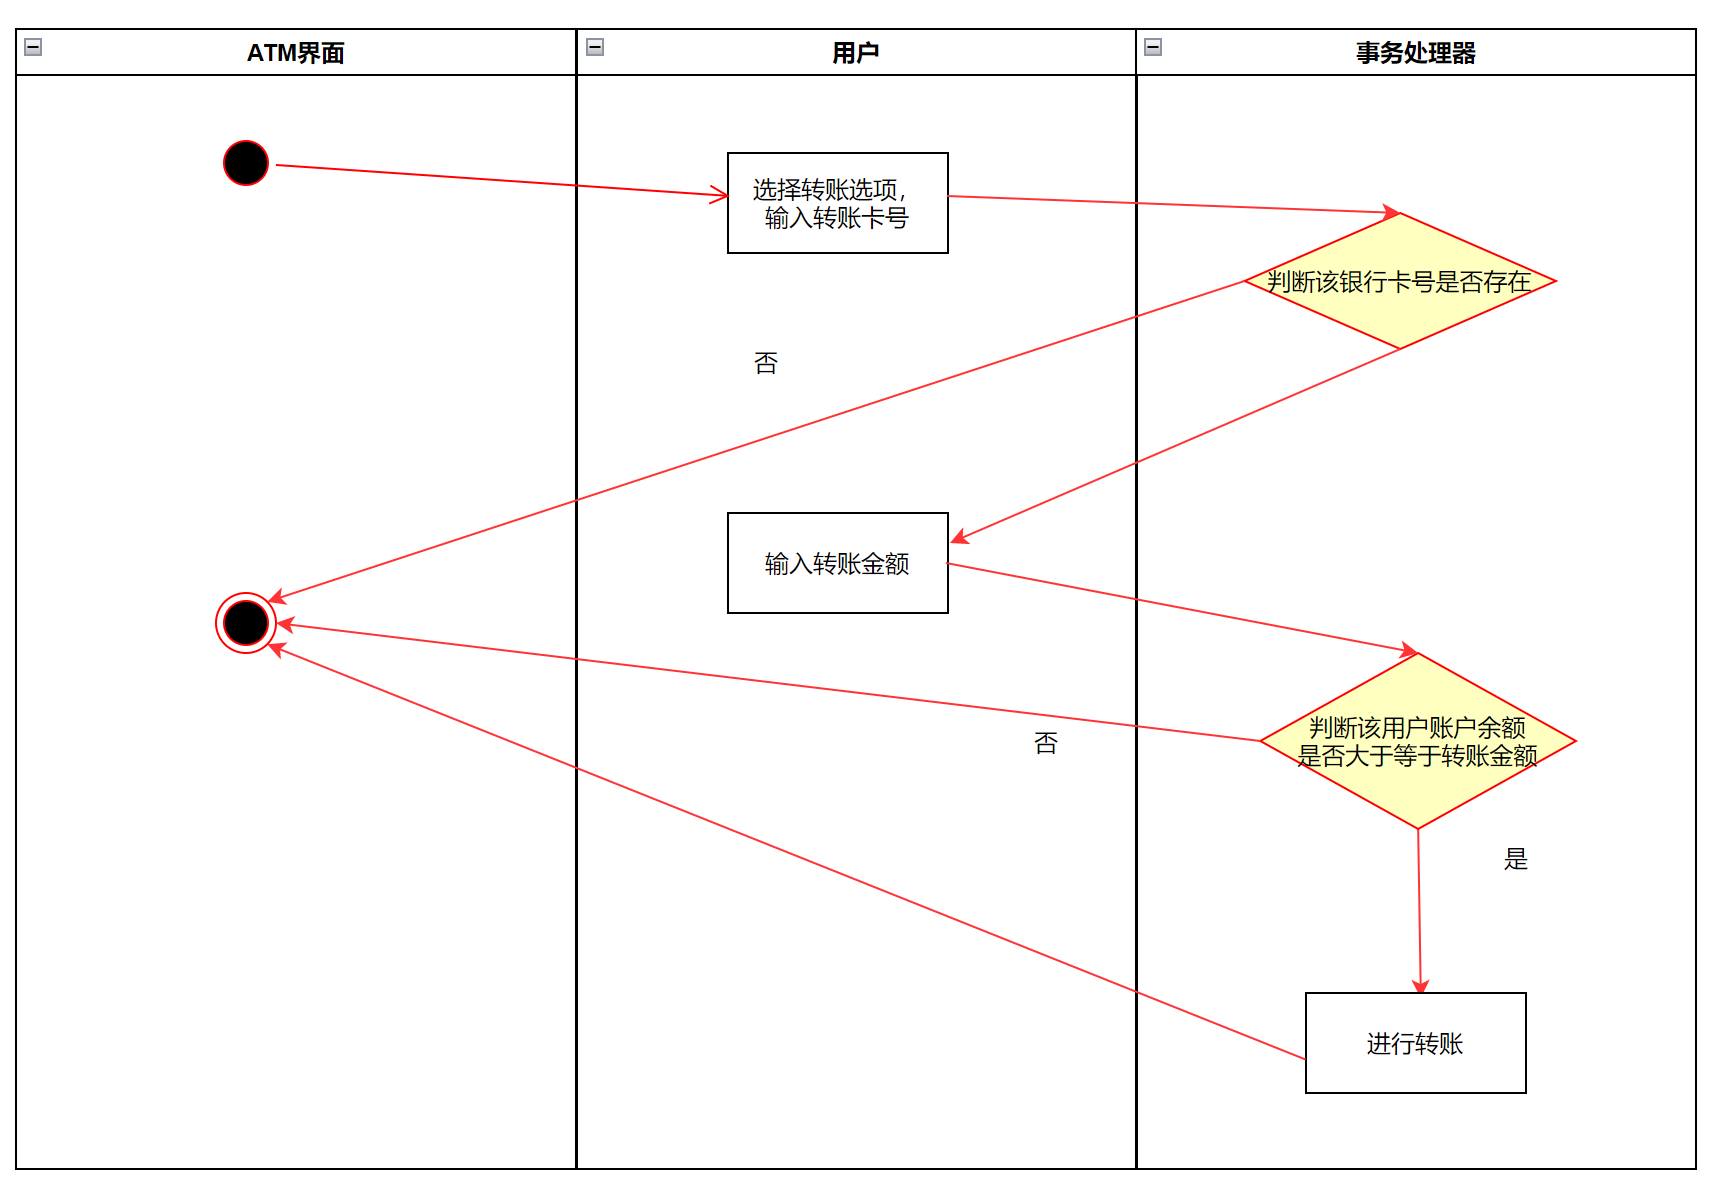 ATM界面
用户
事务处理器
选择转账选项，
输入转账卡号
判断该银行卡号是否存在
否
输入转账金额
判断该用户账户余额
是否大于等于转账金额
否
是
进行转账